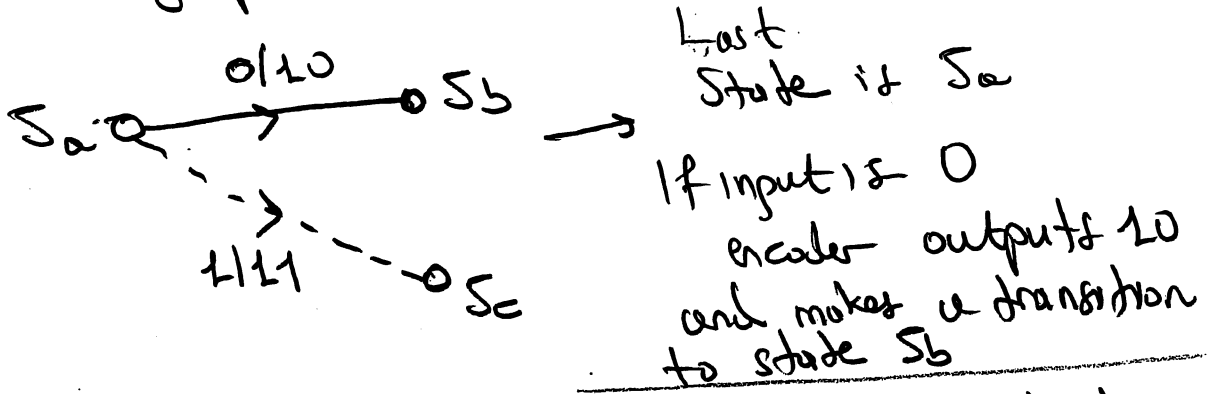 0/10
Sa
Sb
1/11
Sc
Last
State is Sa
If input is 0
encoder outputs 10
and makes a transition
to state Sb